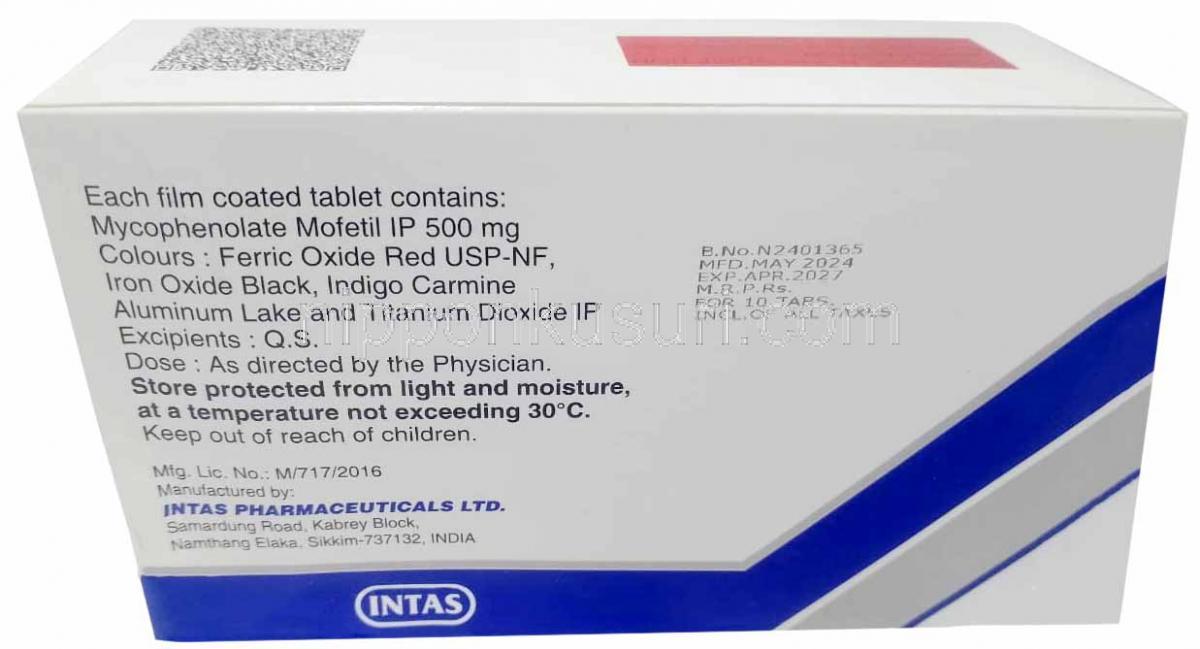 Each film coated tablet contains:
Mycophenolate Mofetil IP 500 mg
Colours : Ferric Oxide Red USP-NF,
Iron Oxide Black, Indigo Carmine
Aluminum Lake and Titanium Dioxide IP
Excipients : Q.S.
Dose : As directed by the Physician.
Store protected from light and moisture,
at a temperature not exceeding 30°C.
Keep out of reach of children.
Mfg. Lic. No.: M/717/2016
Manufactured by:
INTAS PHARMACEUTICALS LTD.
Samardung Road, Kabrey Block,
Namthang Elaka, Sikkim-737132, INDIA
B.No.N2401365
MFD.MAY 2024
EXP.APR.2027
M.R.P.Rs.
FOR 10 TABS.
INCL.OF ALL TAXES
nipponkusuri.com
INTAS